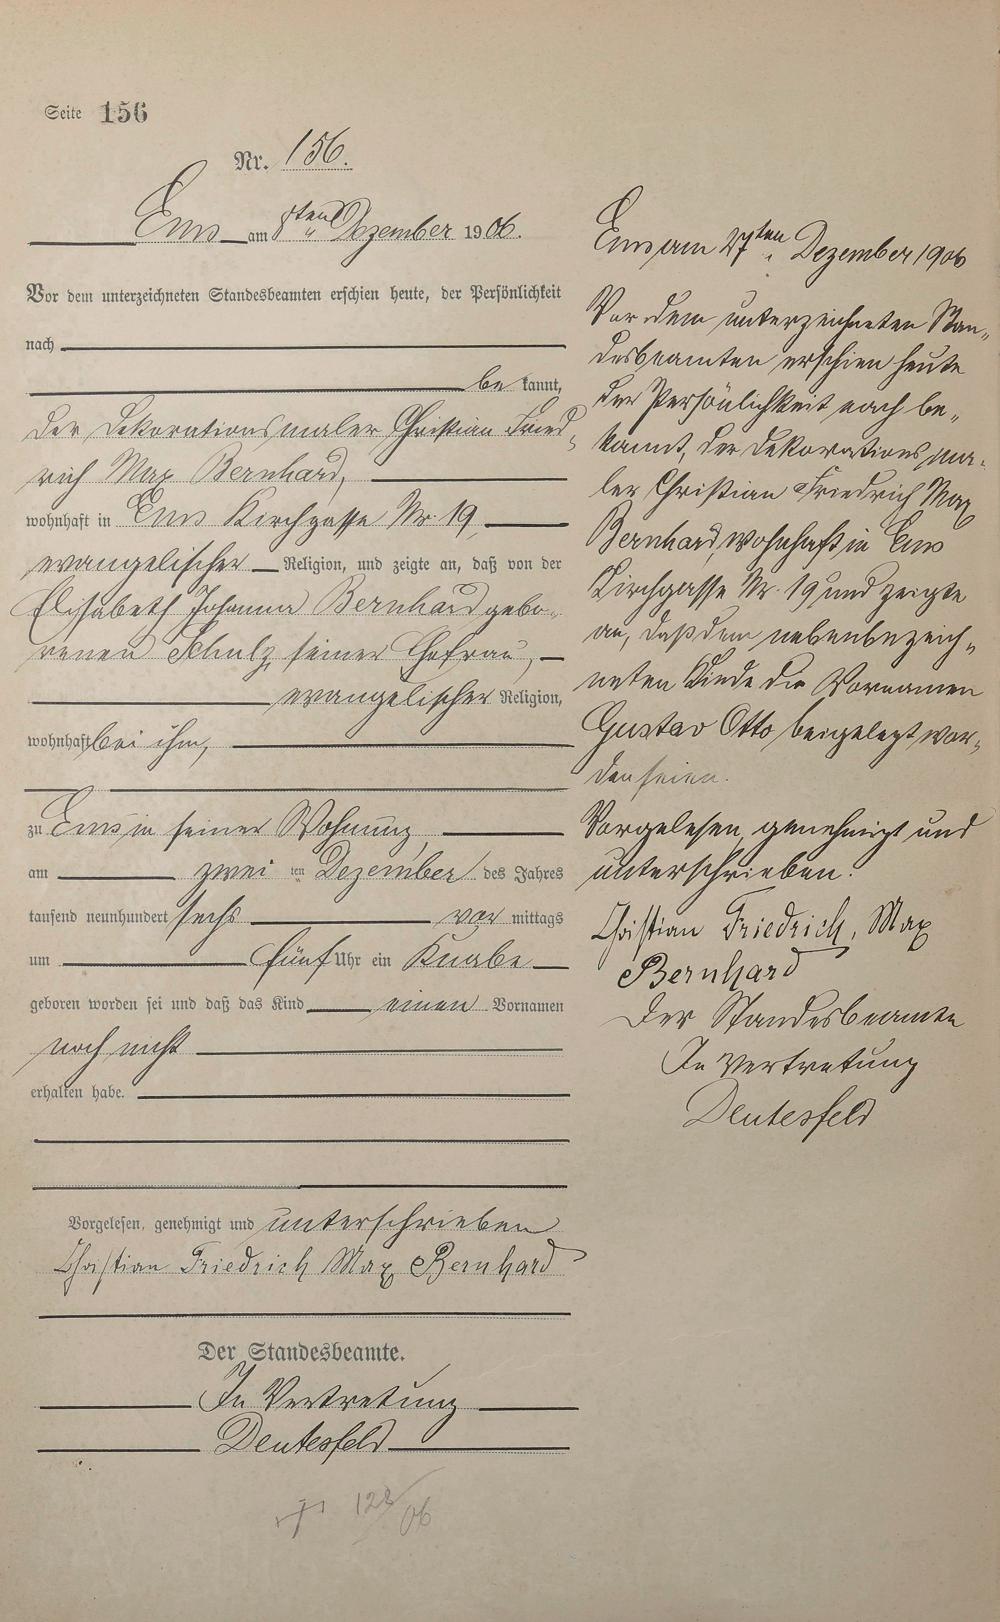 Seite 156
Nr. 156.
Ems am 8ten Dezember 1906.
Vor dem unterzeichneten Standesbeamten erschien heute, der Persönlichkeit
nach
be kannt,
der Dekorationsmaler Christian Fried-
rich Max Bernhard,
wohnhaft in Ems Kirchgasse Nr. 19,
evangelischer Religion, und zeigte an, daß von der
Elisabeth Johanna Bernhard gebo-
renen Schulz, seiner Ehefrau,
evangelischer Religion,
wohnhaft bei ihm,
zu Ems in seiner Wohnung
am zwei ten Dezember des Jahres
tausend neunhundert sechs vor mittags
um fünf Uhr ein Knabe
geboren worden sei und daß das Kind einen Vornamen
noch nicht
erhalten habe.
Vorgelesen, genehmigt und unterschrieben
Christian Friedrich Max Bernhard
Der Standesbeamte.
In Vertretung
Deutesfeld
† 128/06
Ems am 27ten Dezember 1906
Vor dem unterzeichneten Stan-
desbeamten erschien heute
der Persönlichkeit nach be-
kannt, der Dekorationsma-
ler Christian Friedrich Max
Bernhard, wohnhaft in Ems
Kirchgasse Nr. 19 und zeigte
an, daß dem nebenbezeich-
neten Kinde die Vornamen
Gustav Otto beigelegt wor-
den seien.
Vorgelesen, genehmigt und
unterschrieben.
Christian Friedrich, Max
Bernhard
Der Standesbeamte
In Vertretung
Deutesfeld